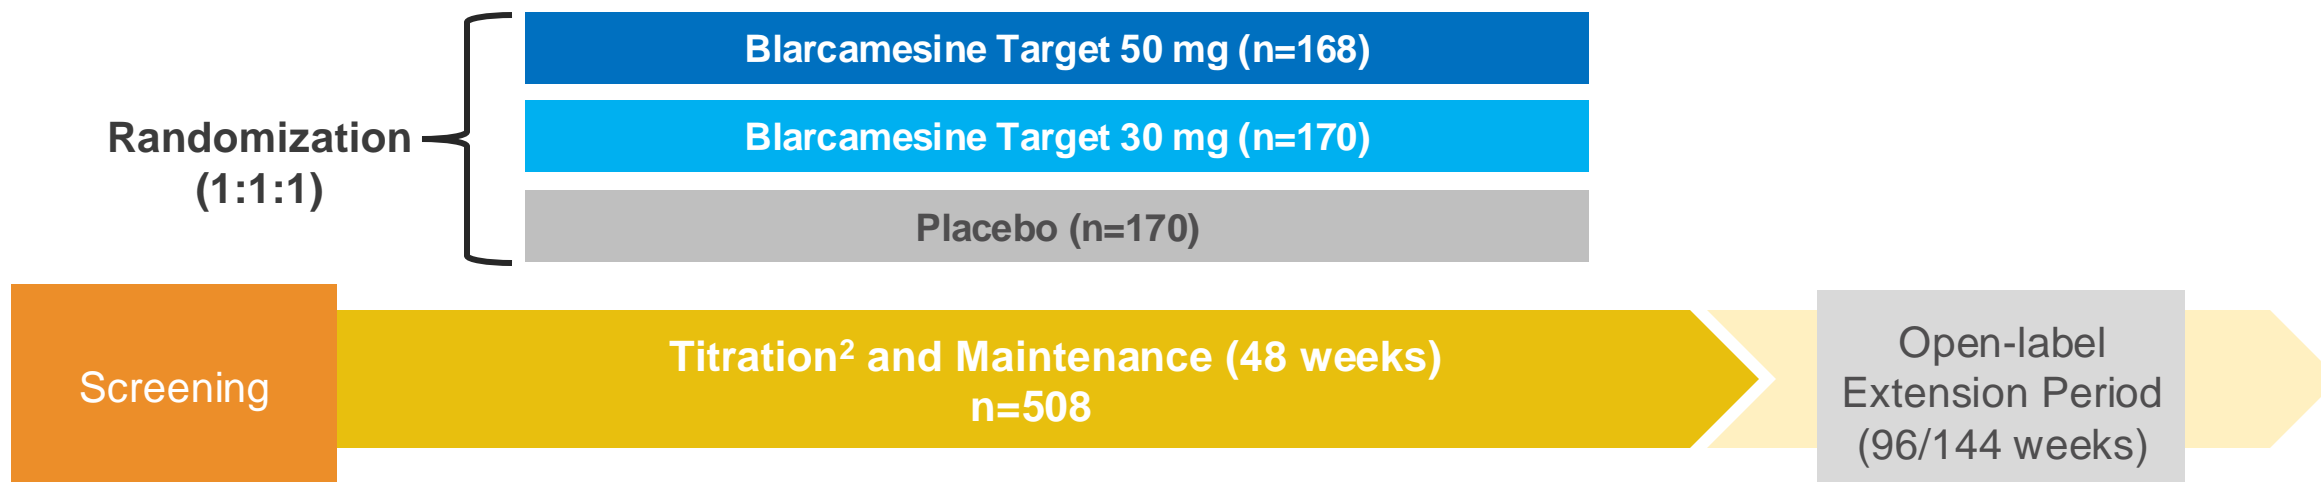 Blarcamesine Target 50 mg (n=168)
Randomization
(1:1:1)
Blarcamesine Target 30 mg (n=170)
Placebo (n=170)
Screening
Titration² and Maintenance (48 weeks)
n=508
Open-label
Extension Period
(96/144 weeks)